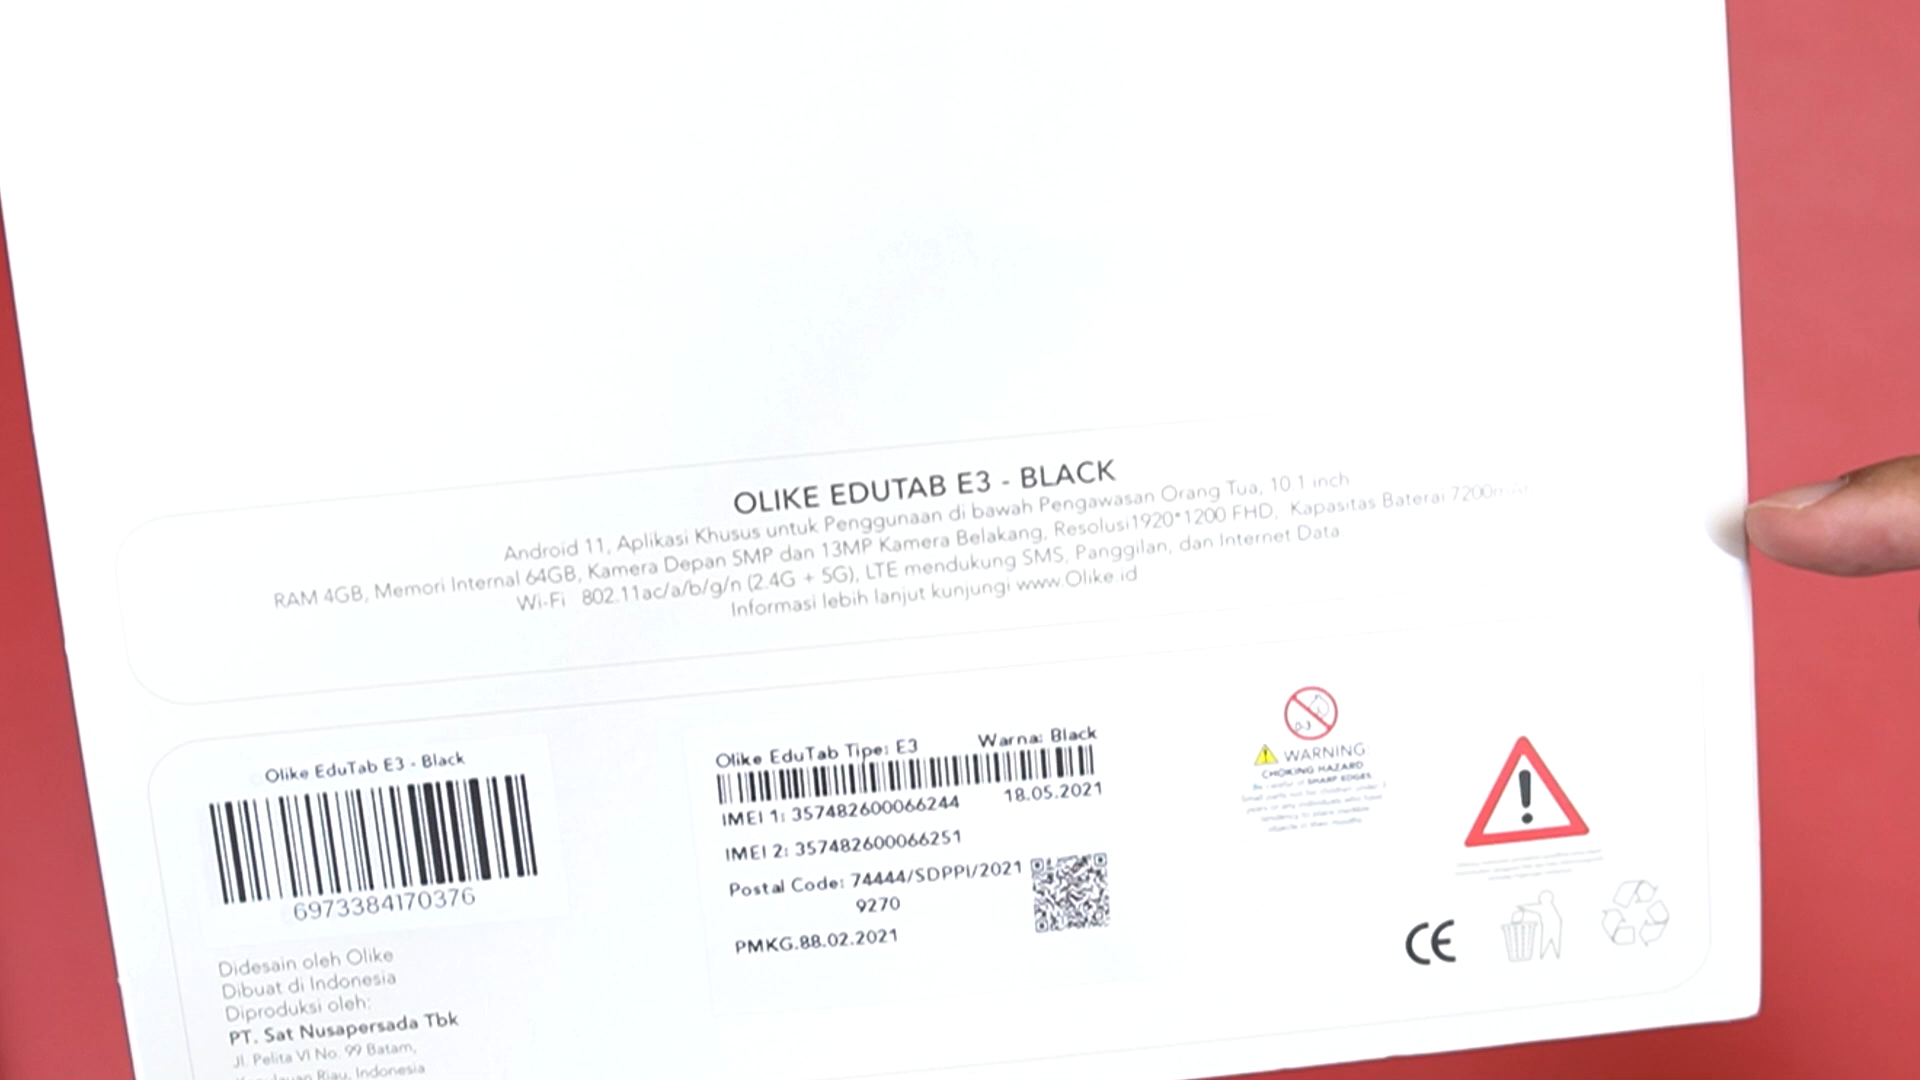 OLIKE EDUTAB E3 - BLACK
Android 11, Aplikasi Khusus untuk Penggunaan di bawah Pengawasan Orang Tua, 10.1 inch
RAM 4GB, Memori Internal 64GB, Kamera Depan 5MP dan 13MP Kamera Belakang, Resolusi1920*1200 FHD, Kapasitas Baterai
Wi-Fi 802.11ac/a/b/g/n (2.4G + 5G), LTE mendukung SMS, Panggilan, dan Internet Data
Informasi lebih lanjut kunjungi www.Olike.id
Olike EduTab E3 - Black
6973384170376
Didesain oleh Olike
Dibuat di Indonesia
Diproduksi oleh:
PT. Sat Nusapersada Tbk
Jl. Pelita VI No. 99 Batam,
Riau, Indonesia
Olike EduTab Tipe: E3 Warna: Black
IMEI 1: 357482600066244 18.05.2021
IMEI 2: 357482600066251
Postal Code: 74444/SDPPI/2021
9270
PMKG.88.02.2021
WARNING
CHOKING HAZARD
CE